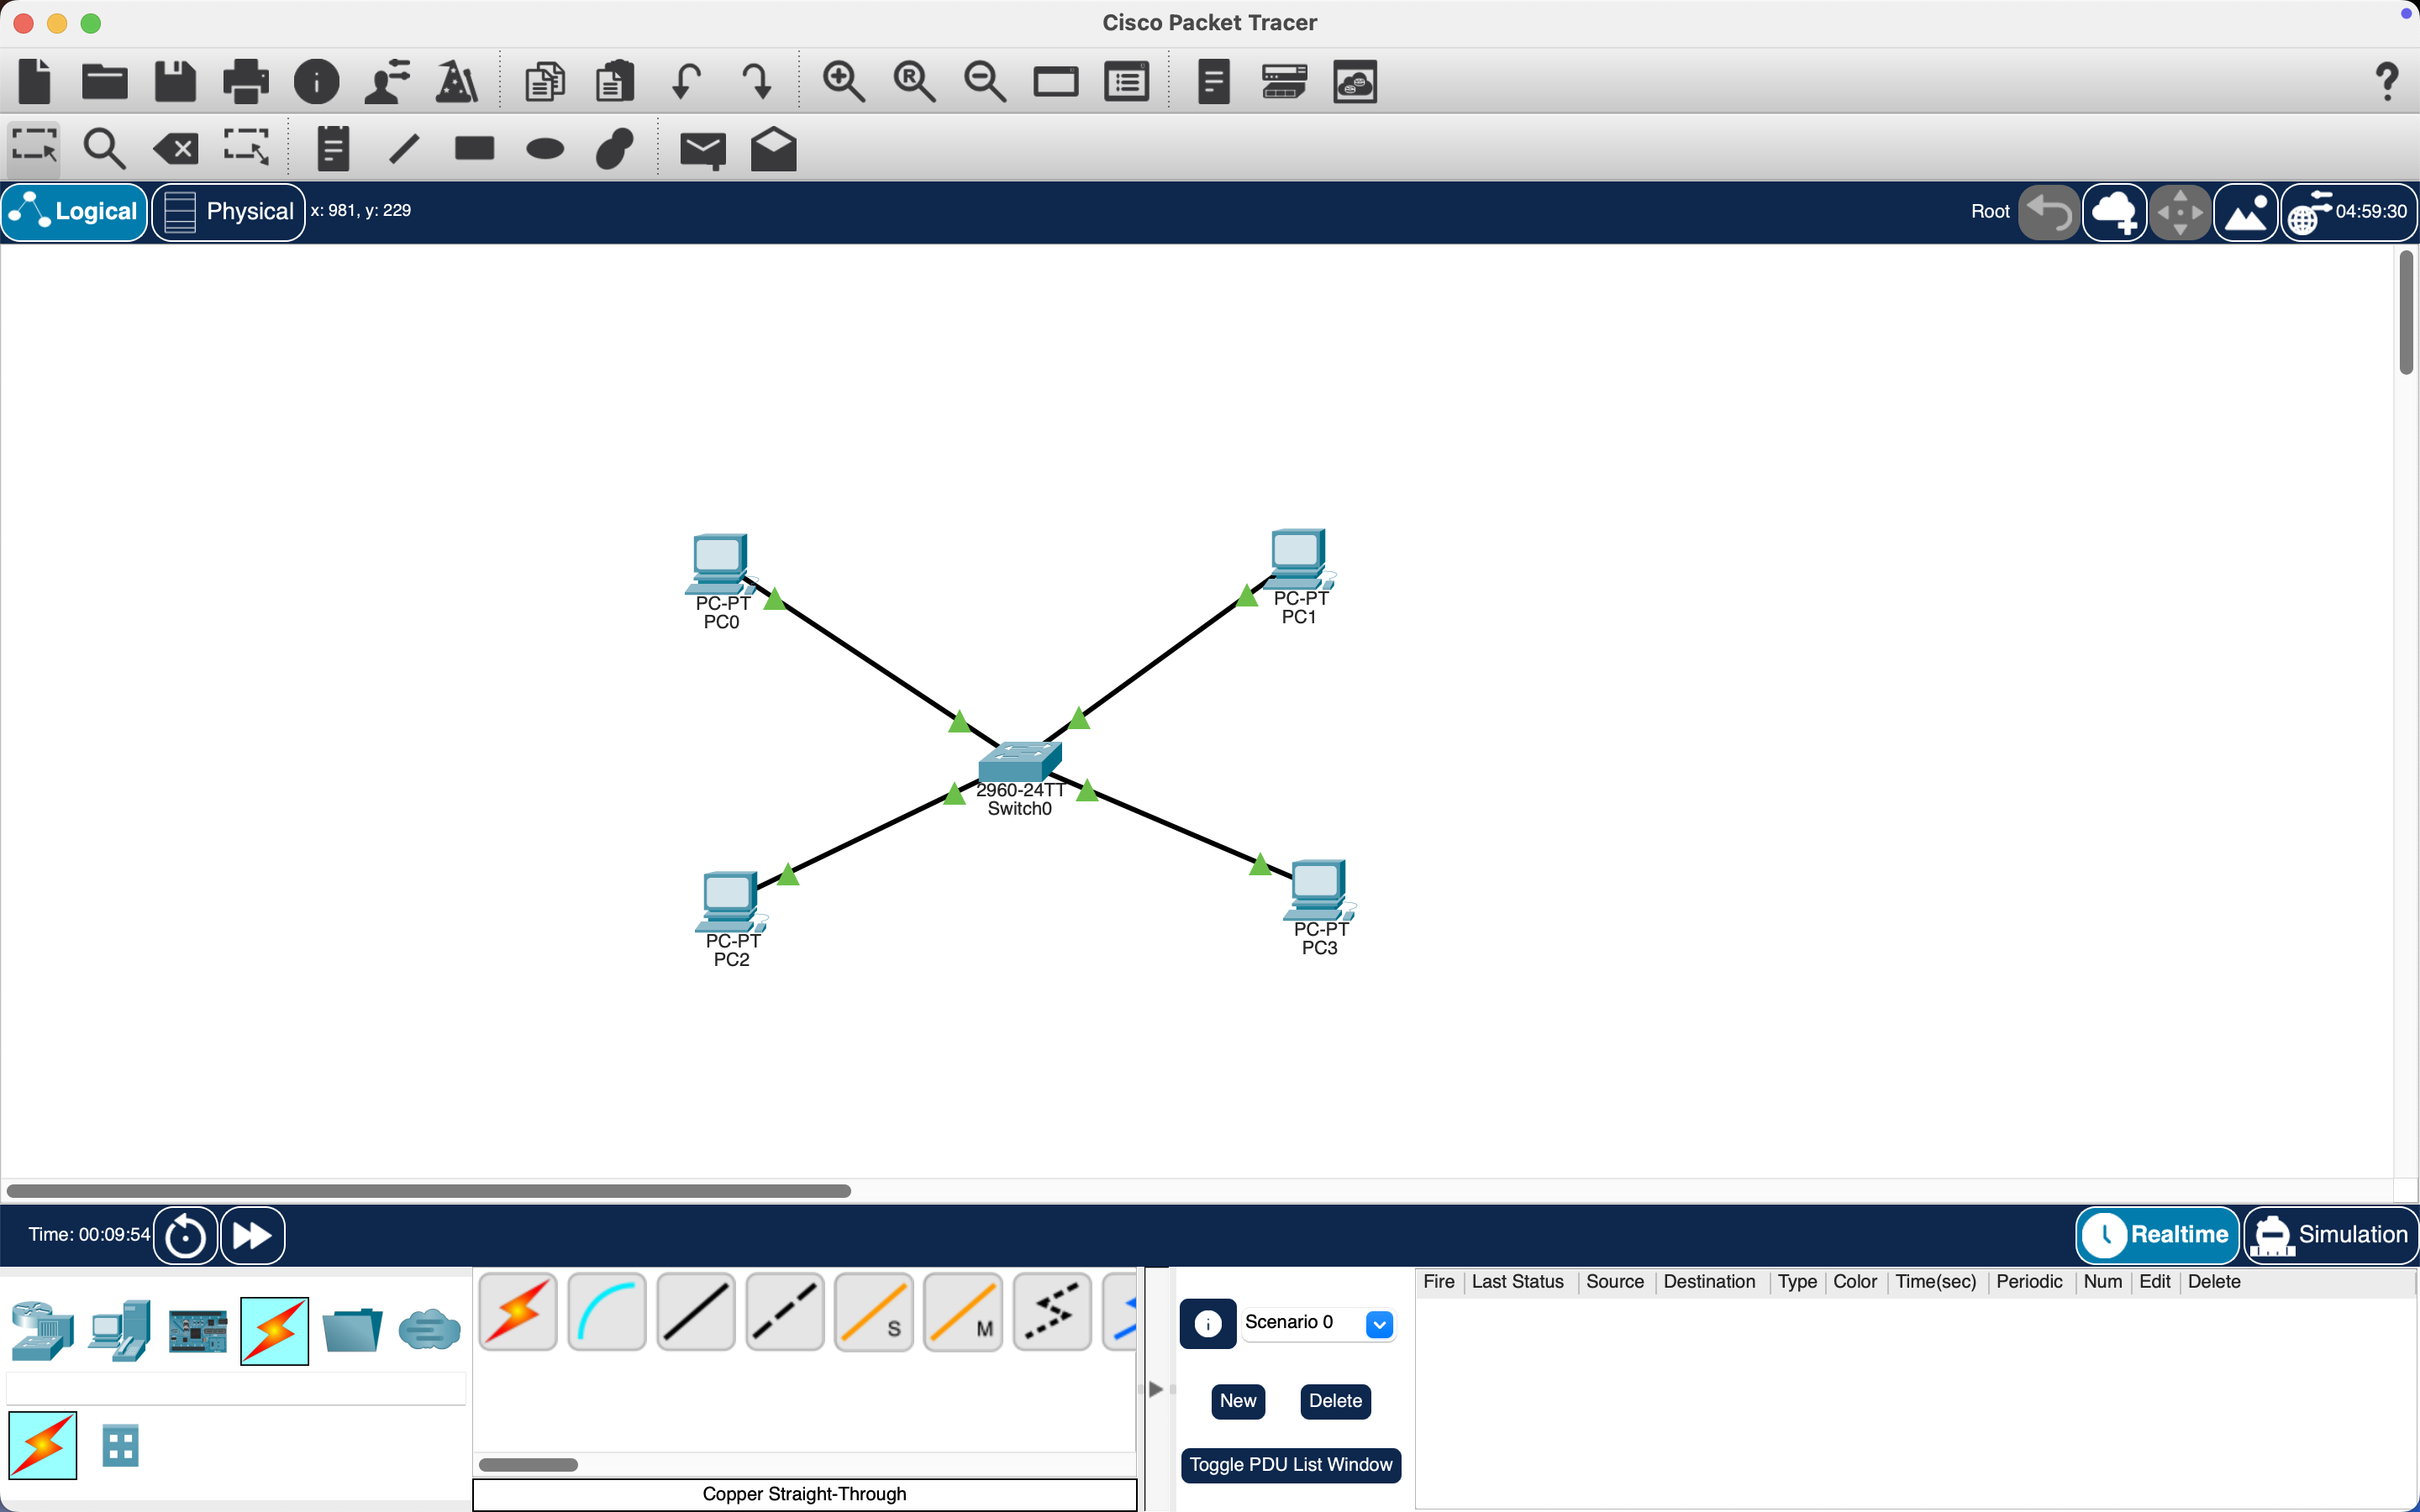 Cisco Packet Tracer
R
?
Logical
Physical
x: 981, y: 229
Root
04:59:30
PC-PT
PC0
PC-PT
PC1
2960-24TT
Switch0
PC-PT
PC2
PC-PT
PC3
Time: 00:09:54
Realtime
Simulation
S
M
Copper Straight-Through
Scenario 0
New
Delete
Toggle PDU List Window
Fire Last Status Source Destination Type Color Time(sec) Periodic Num Edit Delete